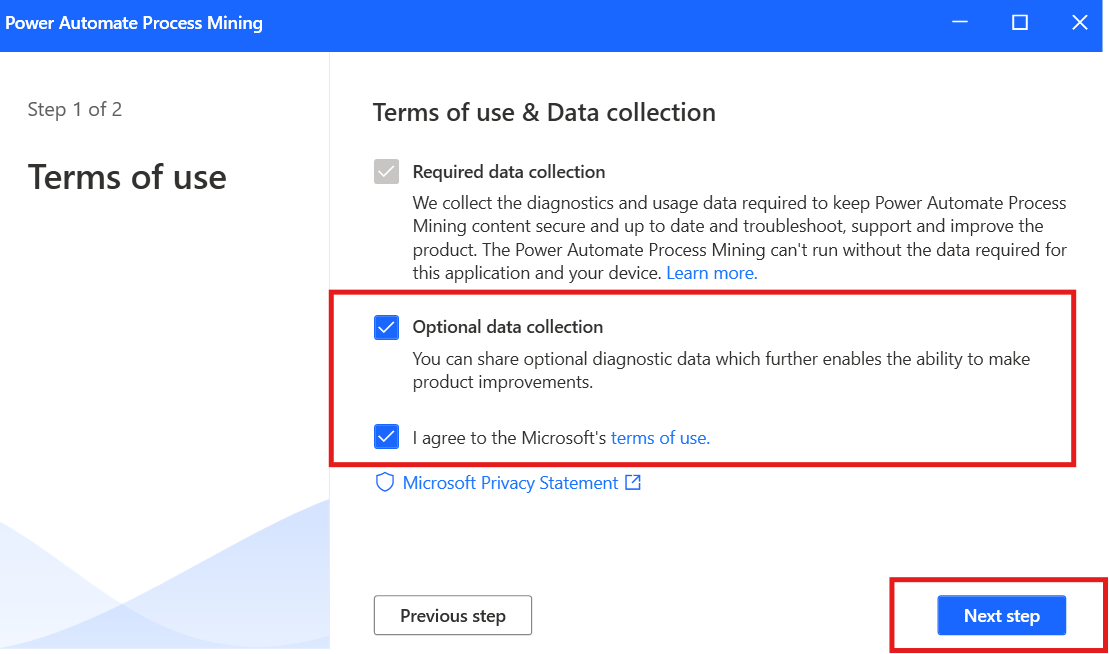 Power Automate Process Mining
Step 1 of 2
Terms of use
Terms of use & Data collection
Required data collection
We collect the diagnostics and usage data required to keep Power Automate Process
Mining content secure and up to date and troubleshoot, support and improve the
product. The Power Automate Process Mining can't run without the data required for
this application and your device. Learn more.
Optional data collection
You can share optional diagnostic data which further enables the ability to make
product improvements.
I agree to the Microsoft's terms of use.
Microsoft Privacy Statement
Previous step
Next step